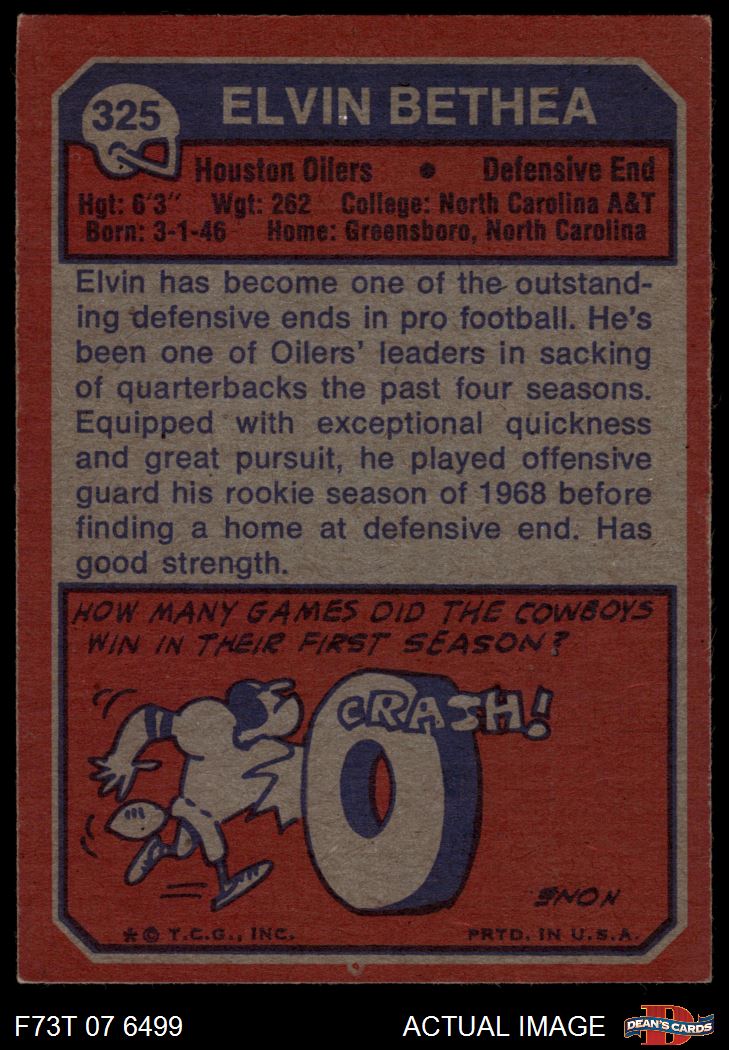 325
ELVIN BETHEA
Houston Oilers • Defensive End
Hgt: 6'3" Wgt: 262 College: North Carolina A&T
Born: 3-1-46 Home: Greensboro, North Carolina
Elvin has become one of the outstand-
ing defensive ends in pro football. He's
been one of Oilers' leaders in sacking
of quarterbacks the past four seasons.
Equipped with exceptional quickness
and great pursuit, he played offensive
guard his rookie season of 1968 before
finding a home at defensive end. Has
good strength.
HOW MANY GAMES DID THE COWBOYS
WIN IN THEIR FIRST SEASON?
CRASH!
0
NONE
* © T.C.G., INC. PRTD. IN U.S.A.
F73T 07 6499 ACTUAL IMAGE
DEAN'S CARDS